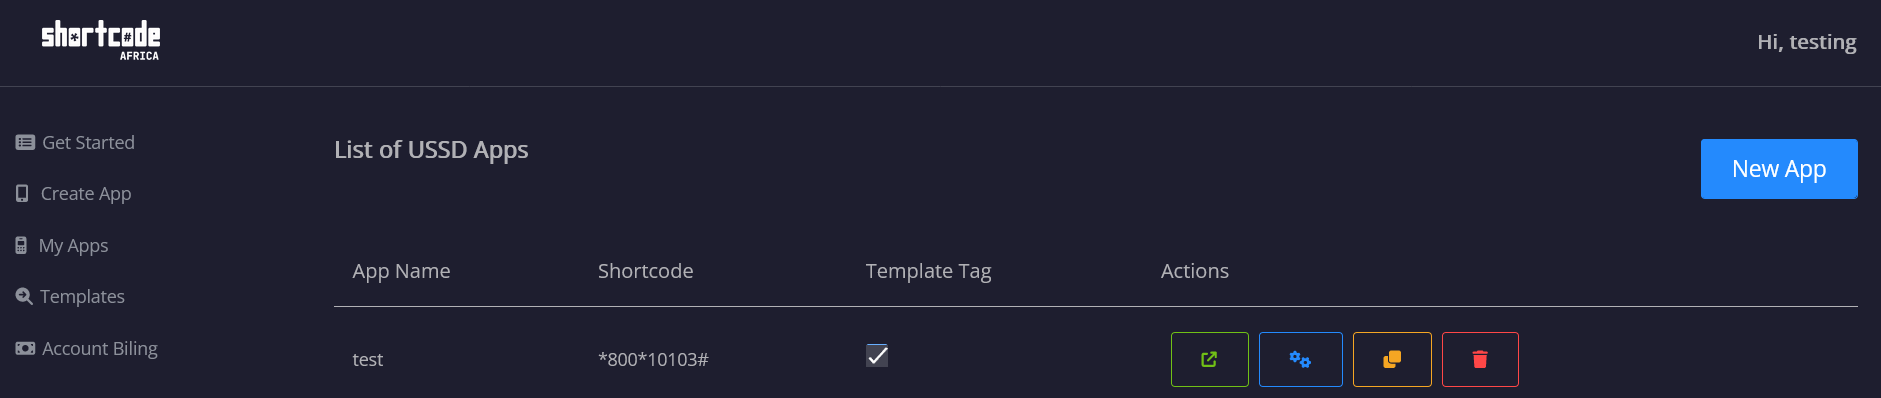 shortcode
AFRICA
Hi, testing
Get Started
Create App
My Apps
Templates
Account Biling
List of USSD Apps
New App
App Name Shortcode Template Tag Actions
test *800*10103#